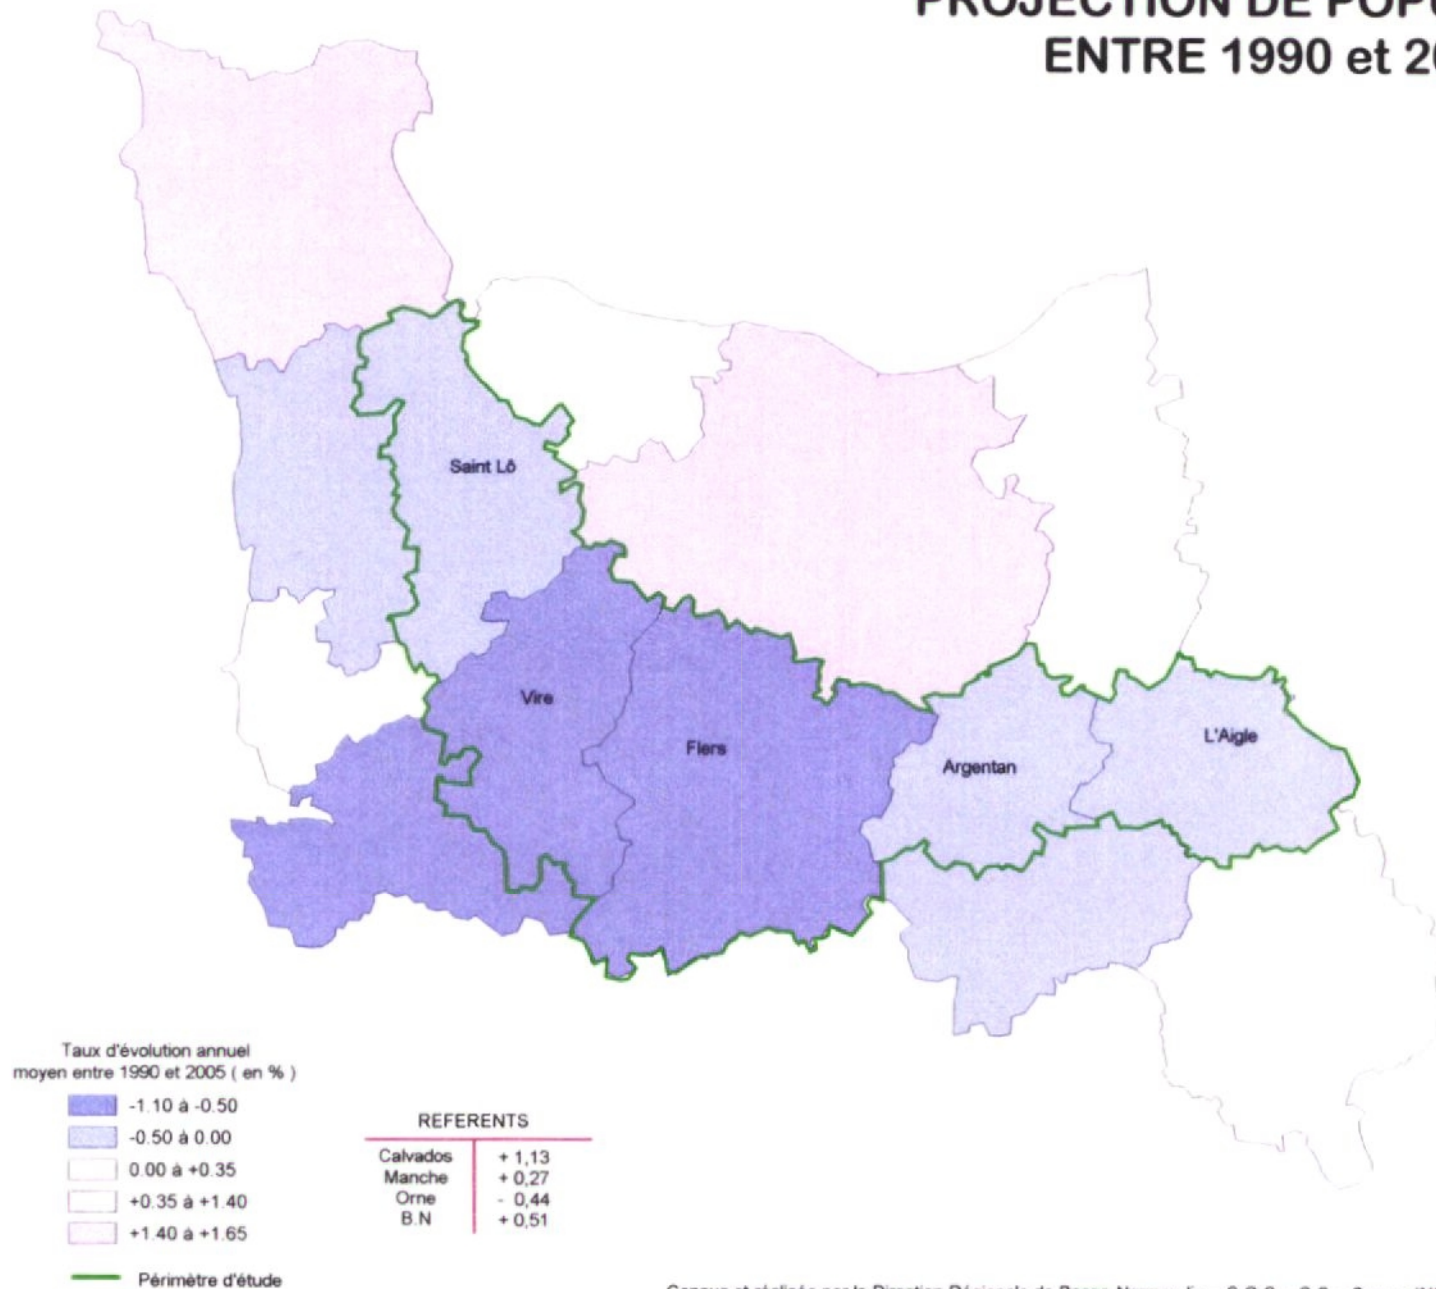 PROJECTION DE
ENTRE 1990 et
Saint Lô
Vire
Flers
Argentan
L'Aigle
Taux d'évolution annuel
moyen entre 1990 et 2005 ( en % )
-1.10 à -0.50
-0.50 à 0.00
0.00 à +0.35
+0.35 à +1.40
+1.40 à +1.65
Périmètre d'étude
REFERENTS
Calvados + 1,13
Manche + 0,27
Orne - 0,44
B.N + 0,51